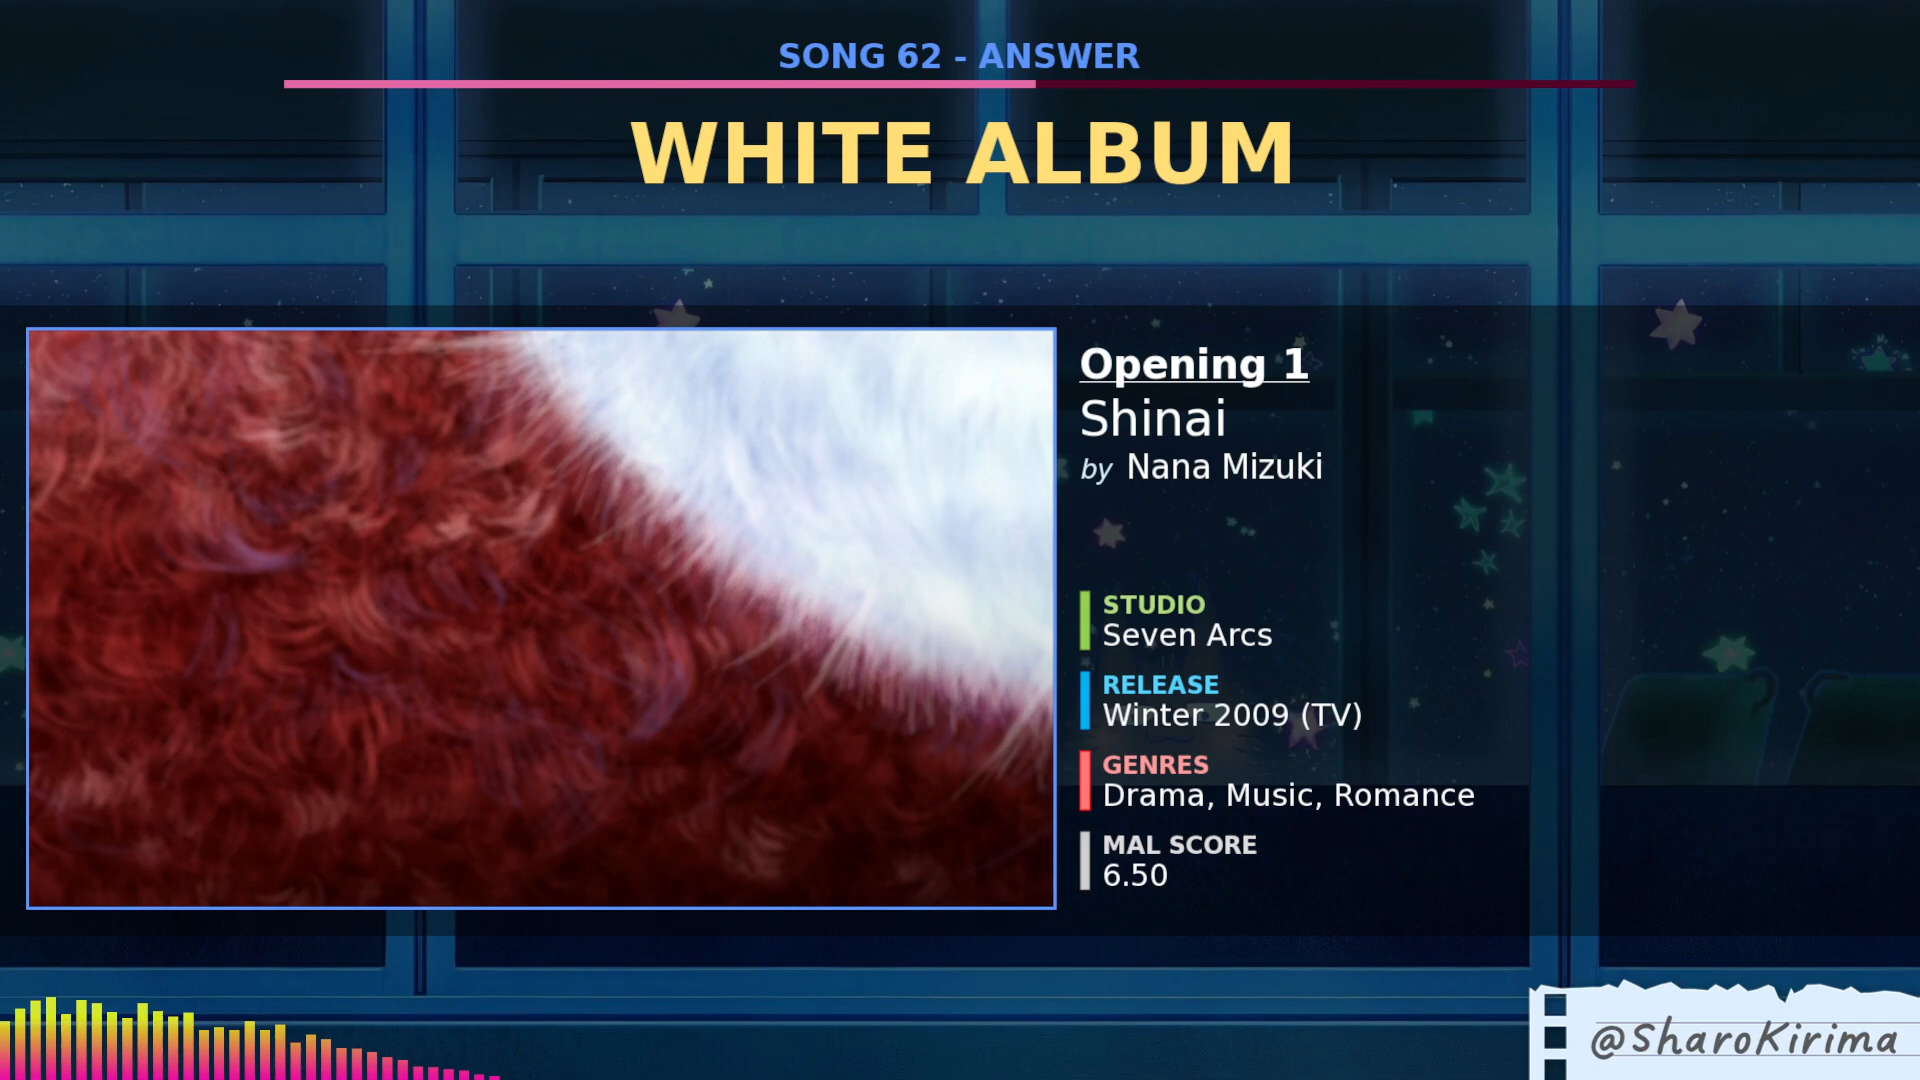 SONG 62 - ANSWER
WHITE ALBUM
Opening 1
Shinai
by Nana Mizuki
STUDIO
Seven Arcs
RELEASE
Winter 2009 (TV)
GENRES
Drama, Music, Romance
MAL SCORE
6.50
@SharoKirima